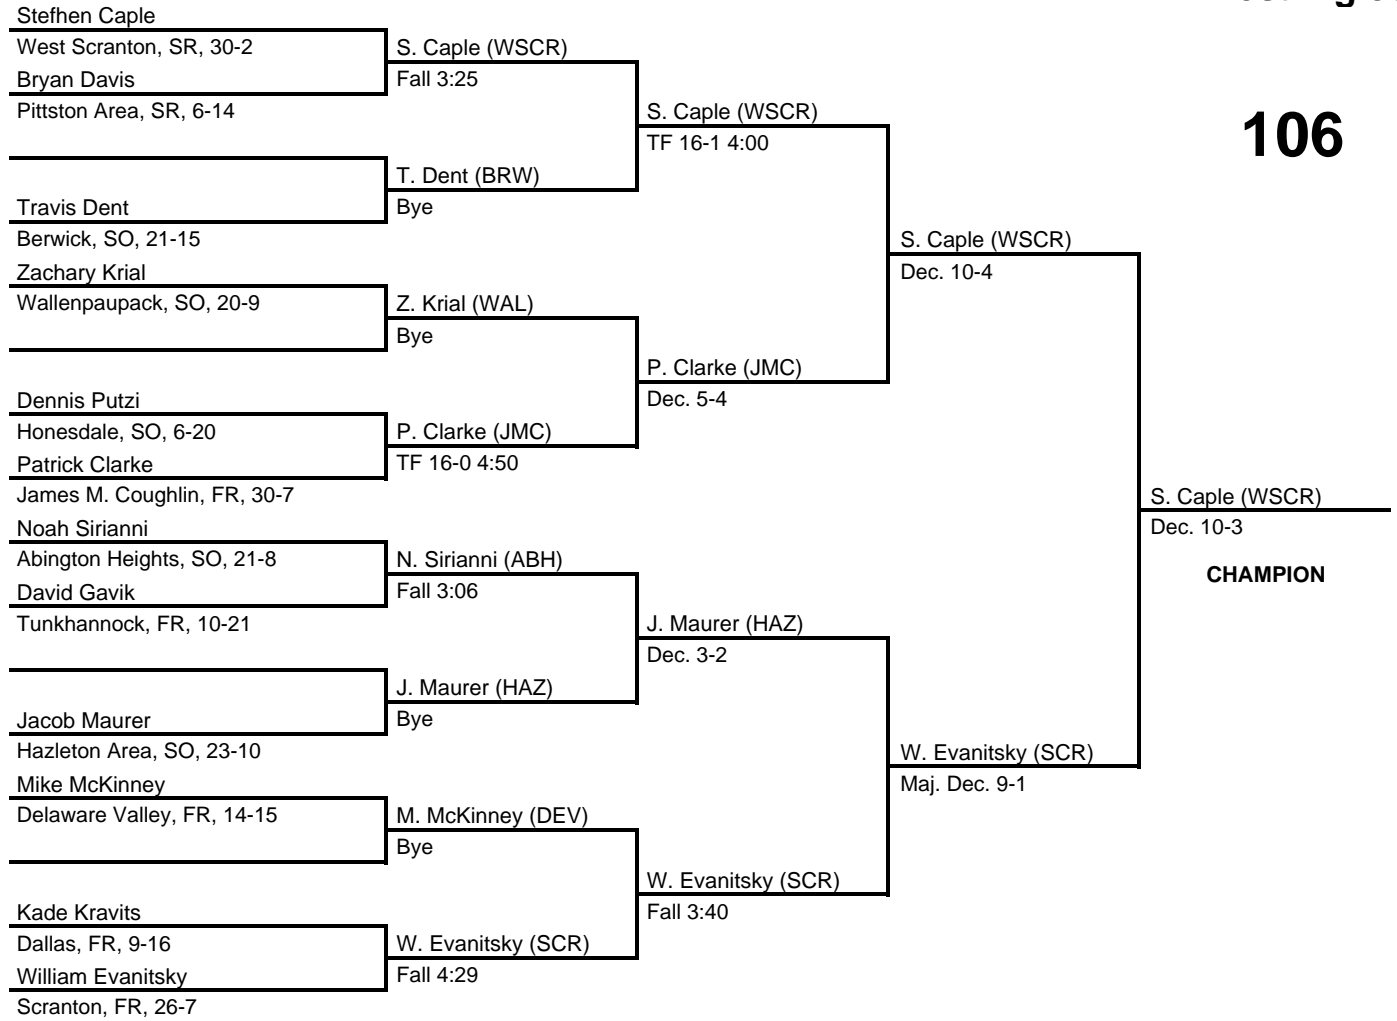 Stefhen Caple
West Scranton, SR, 30-2
Bryan Davis
Pittston Area, SR, 6-14
Travis Dent
Berwick, SO, 21-15
Zachary Krial
Wallenpaupack, SO, 20-9
Dennis Putzi
Honesdale, SO, 6-20
Patrick Clarke
James M. Coughlin, FR, 30-7
Noah Sirianni
Abington Heights, SO, 21-8
David Gavik
Tunkhannock, FR, 10-21
Jacob Maurer
Hazleton Area, SO, 23-10
Mike McKinney
Delaware Valley, FR, 14-15
Kade Kravits
Dallas, FR, 9-16
William Evanitsky
Scranton, FR, 26-7
S. Caple (WSCR)
Fall 3:25
T. Dent (BRW)
Bye
Z. Krial (WAL)
Bye
P. Clarke (JMC)
TF 16-0 4:50
N. Sirianni (ABH)
Fall 3:06
J. Maurer (HAZ)
Bye
M. McKinney (DEV)
Bye
W. Evanitsky (SCR)
Fall 4:29
S. Caple (WSCR)
TF 16-1 4:00
P. Clarke (JMC)
Dec. 5-4
J. Maurer (HAZ)
Dec. 3-2
W. Evanitsky (SCR)
Fall 3:40
S. Caple (WSCR)
Dec. 10-4
W. Evanitsky (SCR)
Maj. Dec. 9-1
S. Caple (WSCR)
Dec. 10-3
CHAMPION
106